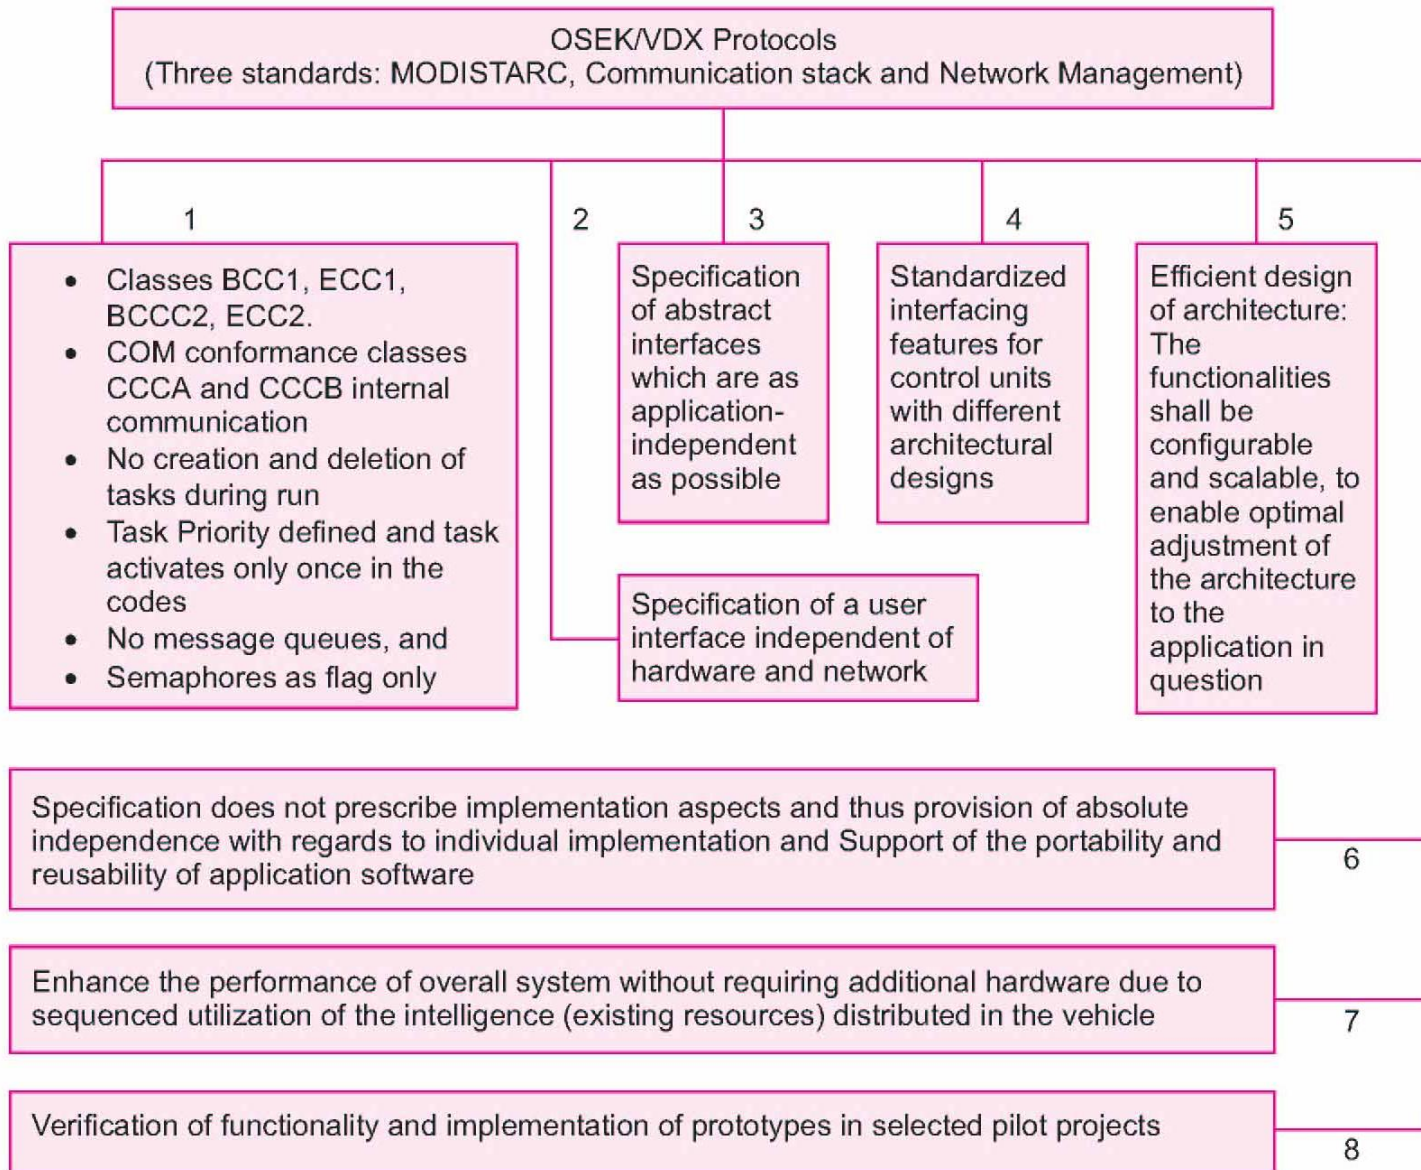 OSEK/VDX Protocols
(Three standards: MODISTARC, Communication stack and Network Management)
1
• Classes BCC1, ECC1,
BCCC2, ECC2.
• COM conformance classes
CCCA and CCCB internal
communication
• No creation and deletion of
tasks during run
• Task Priority defined and task
activates only once in the
codes
• No message queues, and
• Semaphores as flag only
2
Specification of a user
interface independent of
hardware and network
3
Specification
of abstract
interfaces
which are as
application-
independent
as possible
4
Standardized
interfacing
features for
control units
with different
architectural
designs
5
Efficient design
of architecture:
The
functionalities
shall be
configurable
and scalable, to
enable optimal
adjustment of
the architecture
to the
application in
question
Specification does not prescribe implementation aspects and thus provision of absolute
independence with regards to individual implementation and Support of the portability and
reusability of application software
6
Enhance the performance of overall system without requiring additional hardware due to
sequenced utilization of the intelligence (existing resources) distributed in the vehicle
7
Verification of functionality and implementation of prototypes in selected pilot projects
8